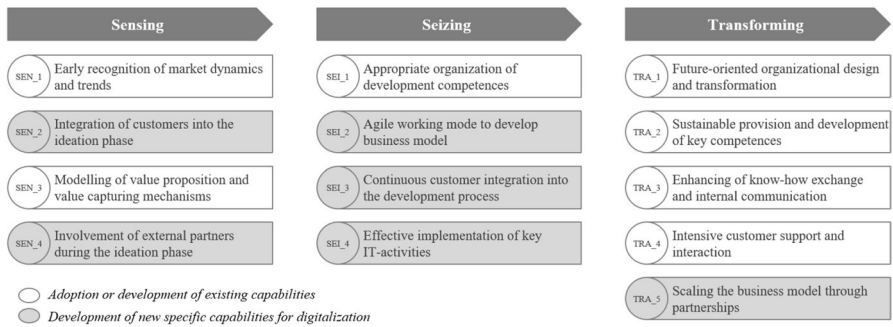 Sensing
SEN_1
Early recognition of market dynamics
and trends
SEN_2
Integration of customers into the
ideation phase
SEN_3
Modelling of value proposition and
value capturing mechanisms
SEN_4
Involvement of external partners
during the ideation phase
Seizing
SEI_1
Appropriate organization of
development competences
SEI_2
Agile working mode to develop
business model
SEI_3
Continuous customer integration into
the development process
SEI_4
Effective implementation of key
IT-activities
Transforming
TRA_1
Future-oriented organizational design
and transformation
TRA_2
Sustainable provision and development
of key competences
TRA_3
Enhancing of know-how exchange
and internal communication
TRA_4
Intensive customer support and
interaction
TRA_5
Scaling the business model through
partnerships
Adoption or development of existing capabilities
Development of new specific capabilities for digitalization